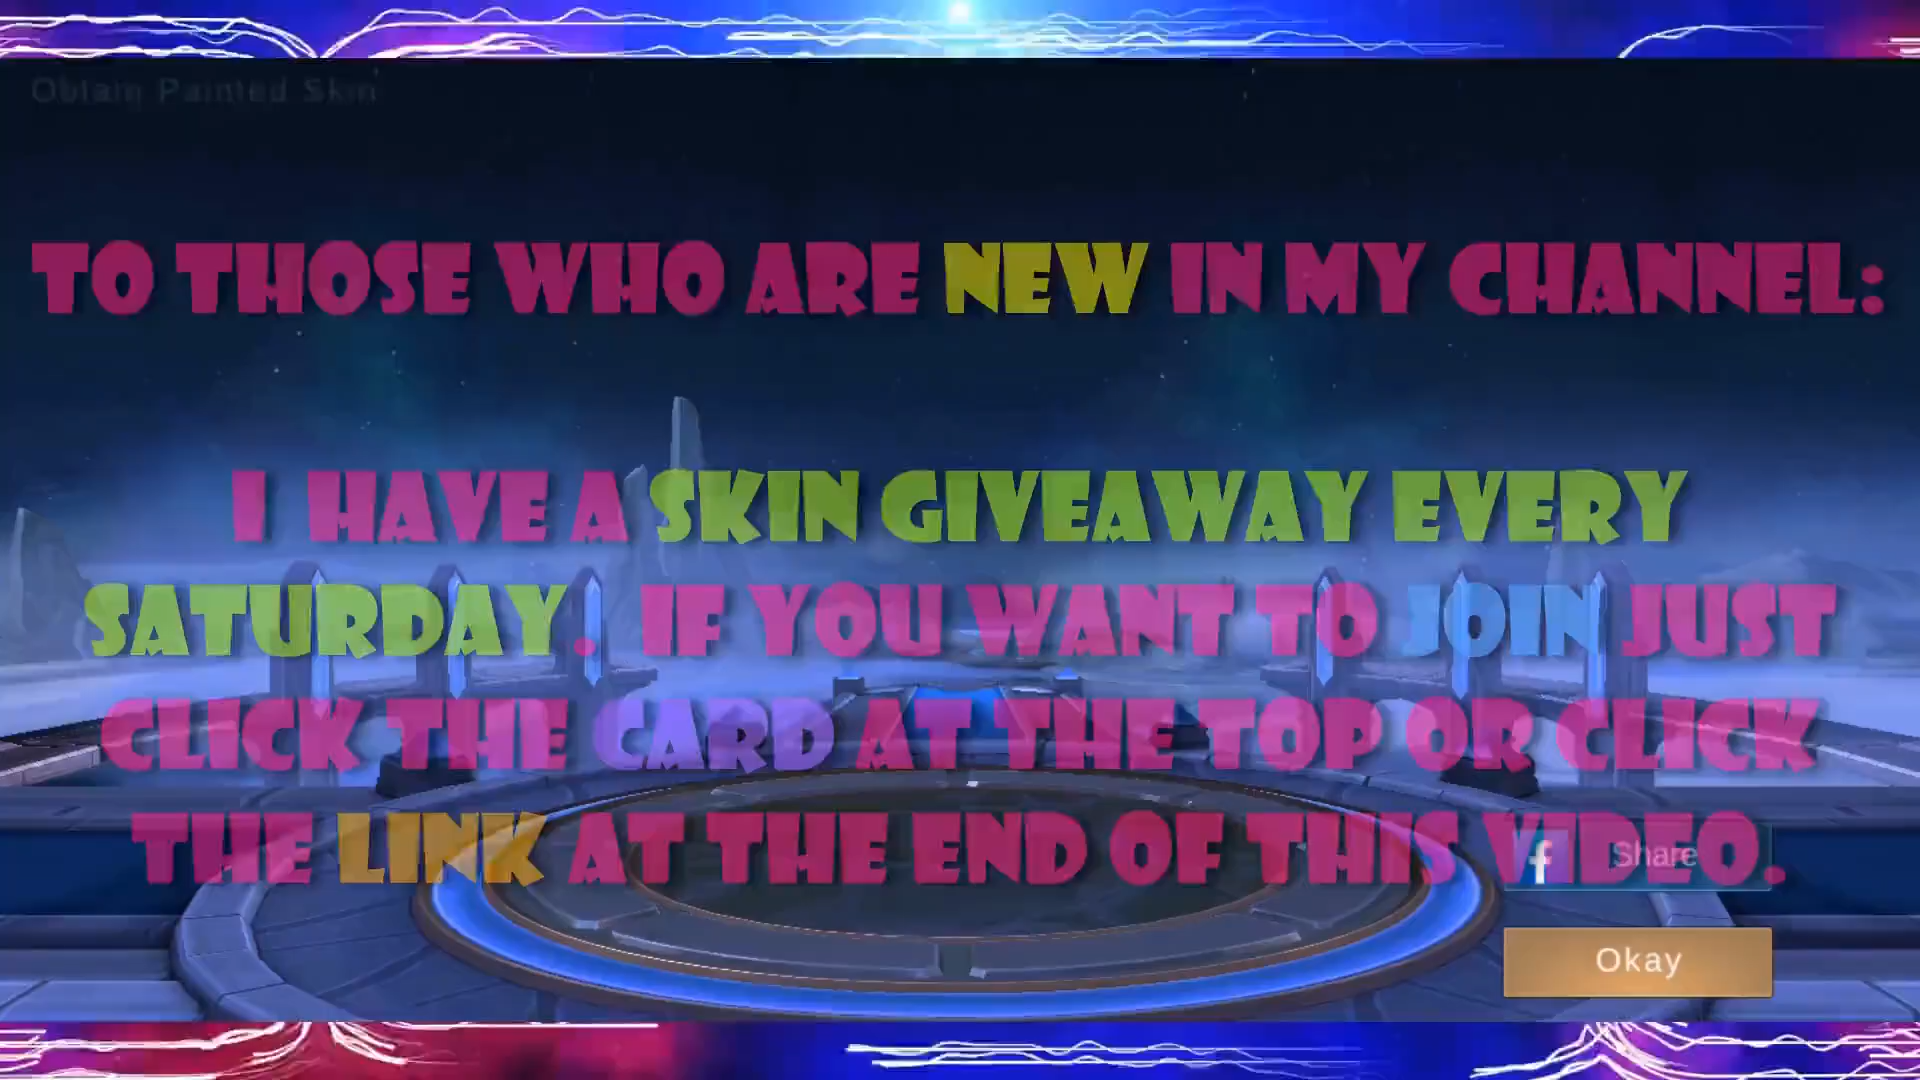 Obtain Painted Skin
TO THOSE WHO ARE NEW IN MY CHANNEL:
I HAVE A SKIN GIVEAWAY EVERY
SATURDAY. IF YOU WANT TO JOIN JUST
CLICK THE CARD AT THE TOP OR CLICK
THE LINK AT THE END OF THIS VIDEO.
f Share
Okay